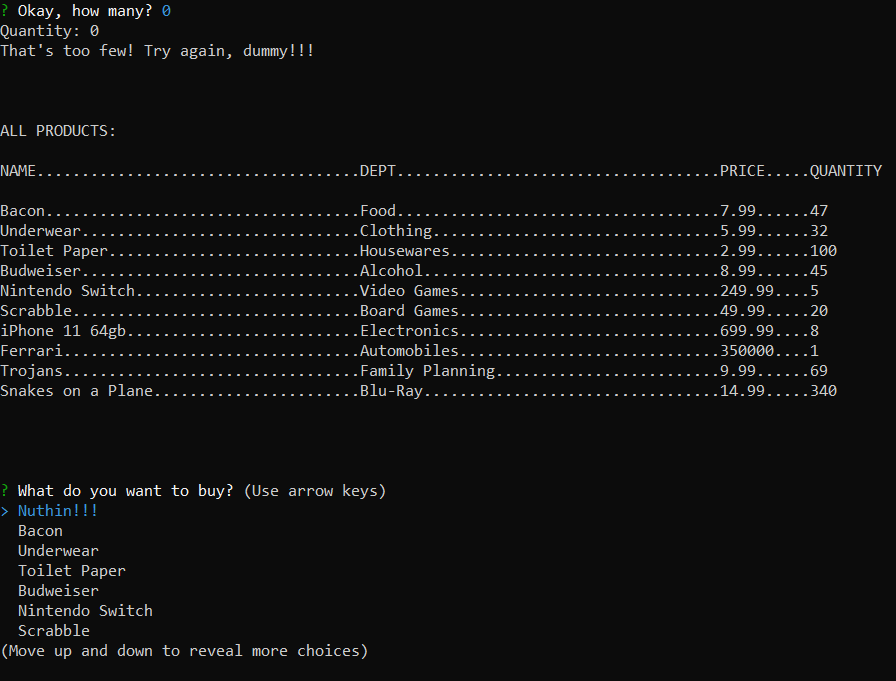 ? Okay, how many? 0
Quantity: 0
That's too few! Try again, dummy!!!
ALL PRODUCTS:
NAME....................................DEPT....................................PRICE.....QUANTITY
Bacon...................................Food....................................7.99......47
Underwear...............................Clothing................................5.99......32
Toilet Paper............................Housewares..............................2.99......100
Budweiser...............................Alcohol.................................8.99......45
Nintendo Switch.........................Video Games.............................249.99....5
Scrabble................................Board Games.............................49.99.....20
iPhone 11 64gb..........................Electronics.............................699.99....8
Ferrari.................................Automobiles.............................350000....1
Trojans.................................Family Planning.........................9.99......69
Snakes on a Plane.......................Blu-Ray.................................14.99.....340
? What do you want to buy? (Use arrow keys)
> Nuthin!!!
Bacon
Underwear
Toilet Paper
Budweiser
Nintendo Switch
Scrabble
(Move up and down to reveal more choices)